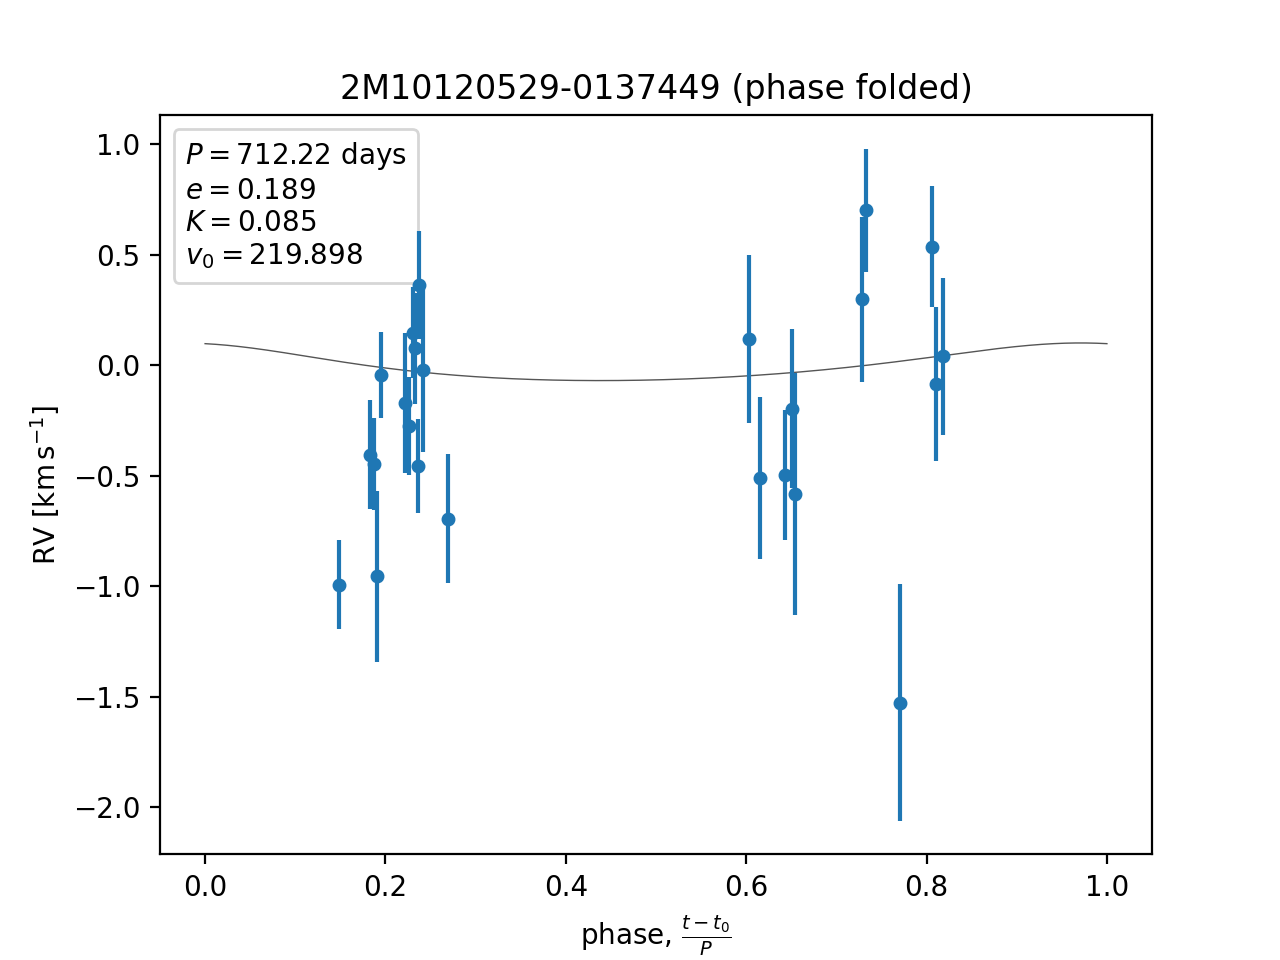 2M10120529-0137449 (phase folded)
P = 712.22 days
e = 0.189
K = 0.085
v₀ = 219.898
1.0
0.5
0.0
−0.5
−1.0
−1.5
−2.0
RV [km s⁻¹]
0.0 0.2 0.4 0.6 0.8 1.0
phase, (t − t₀)/P